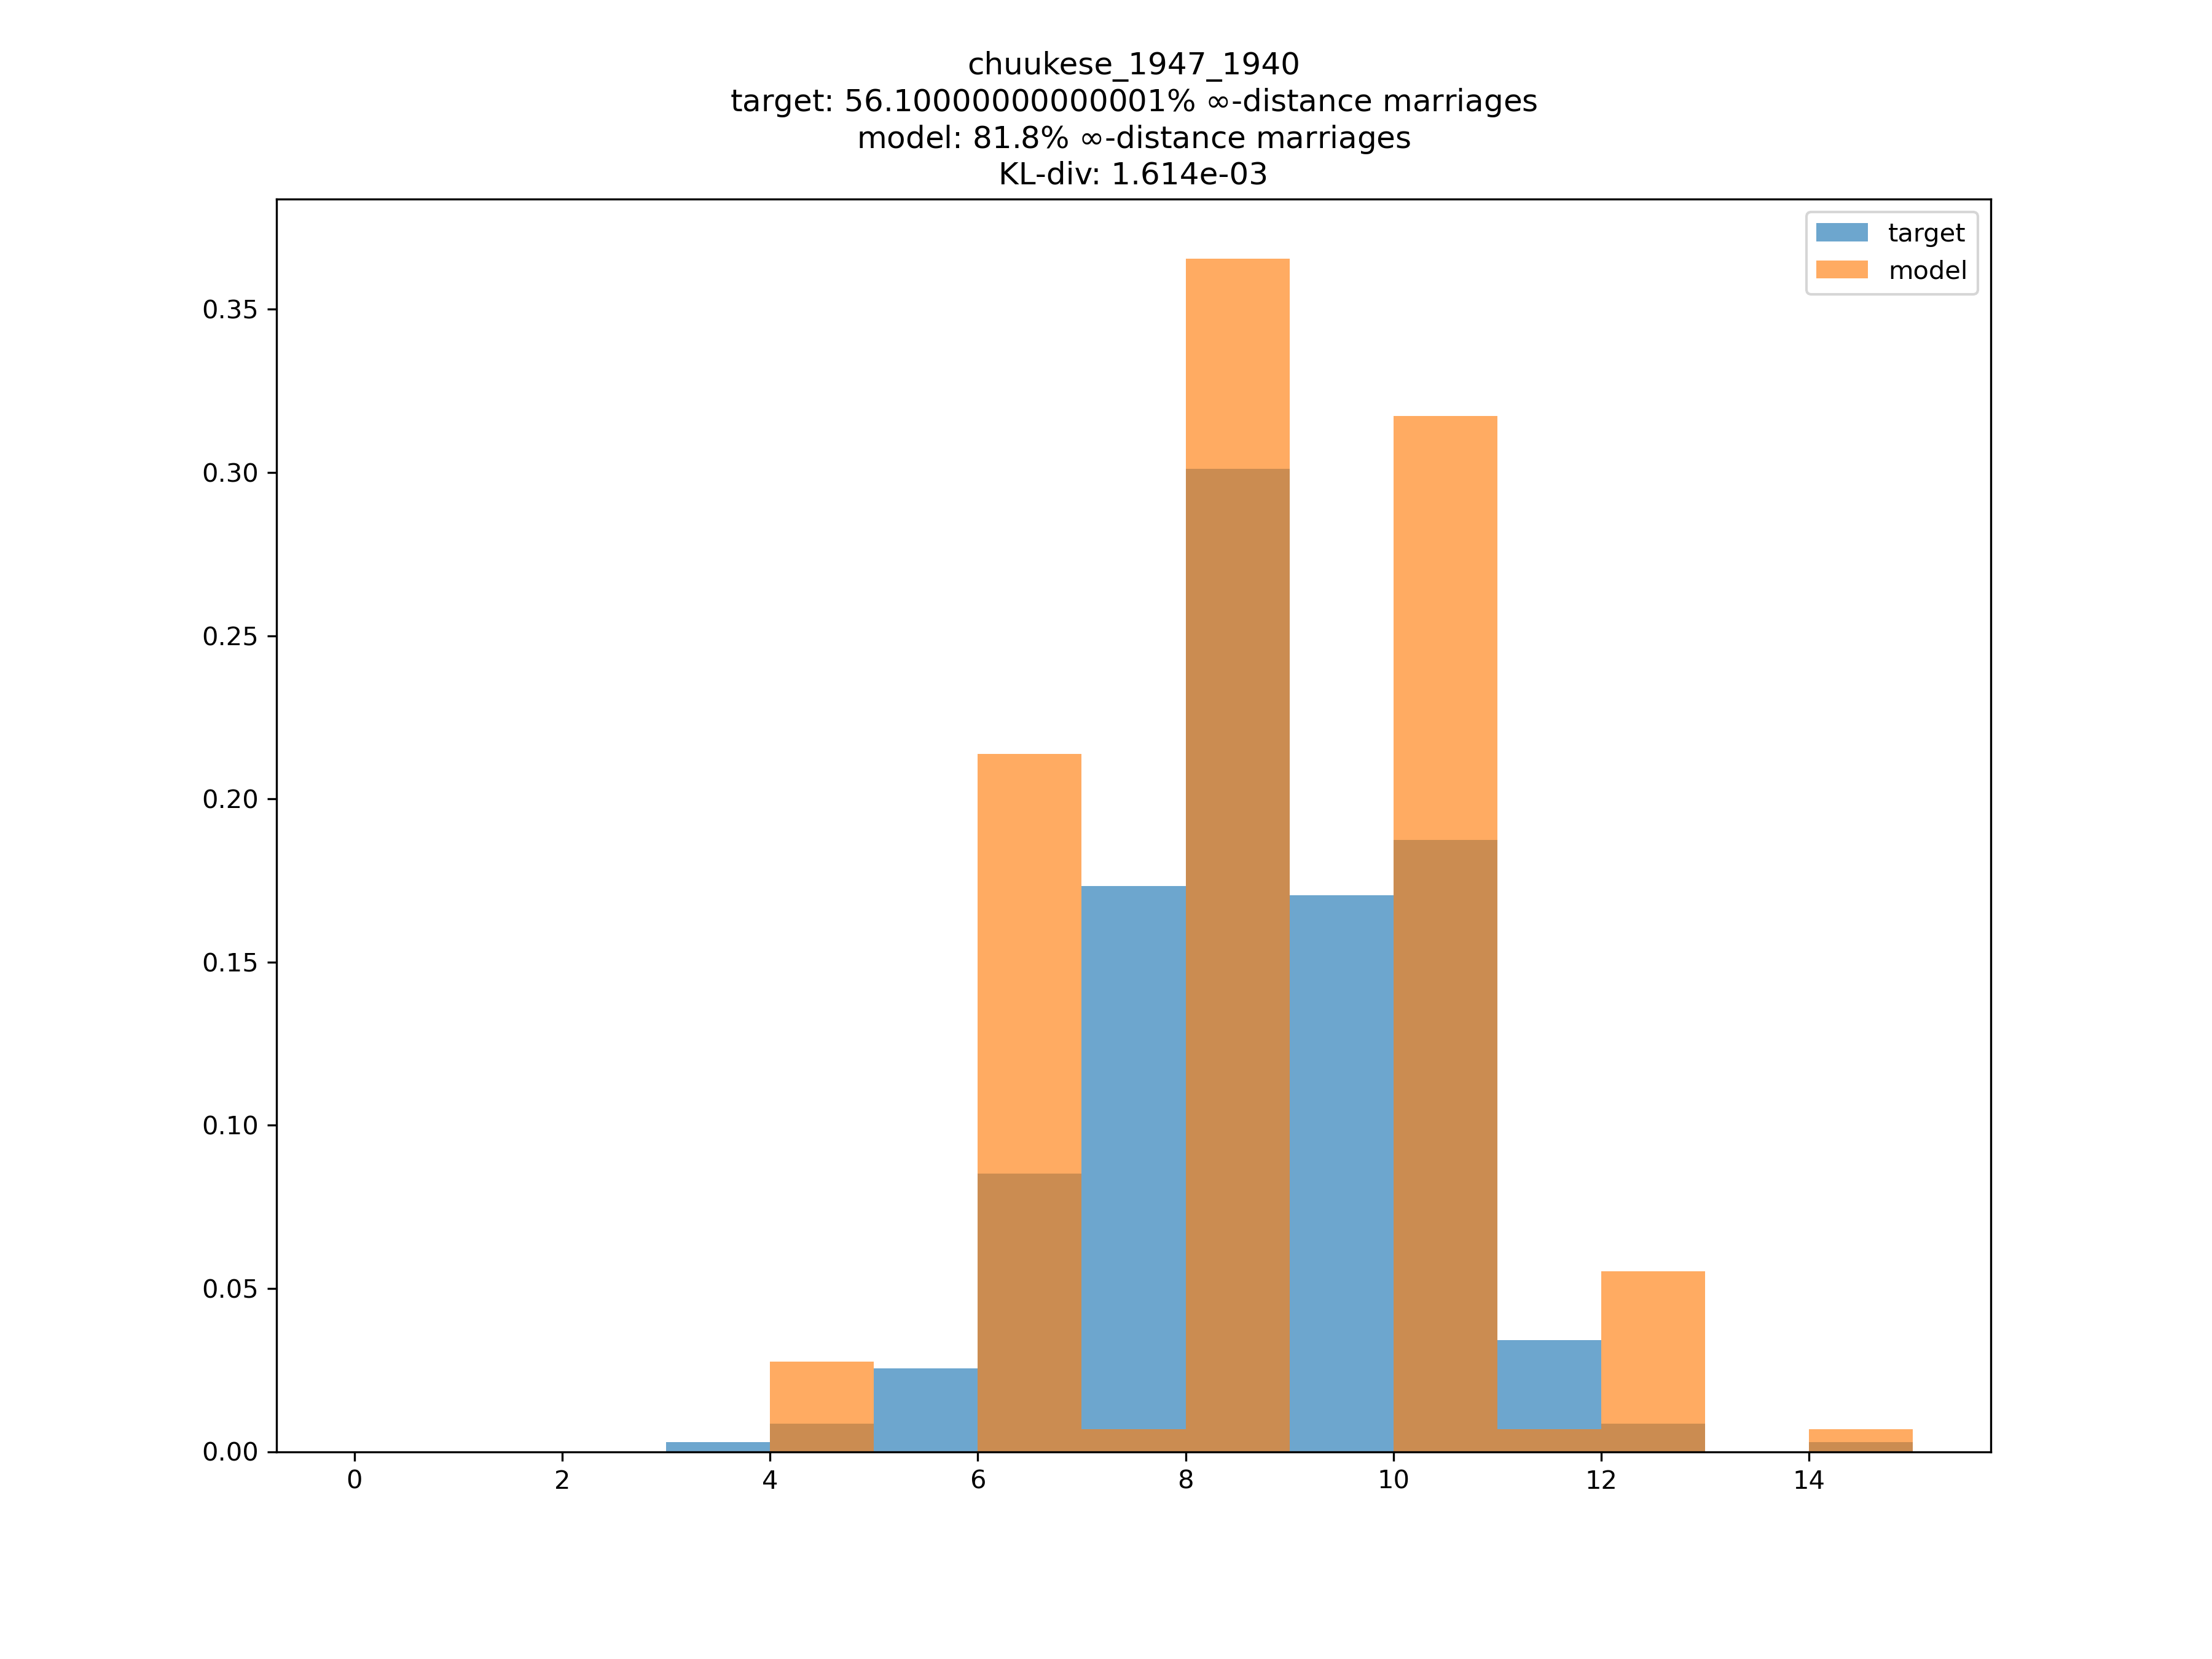 chuukese_1947_1940
target: 56.10000000000001% ∞-distance marriages
model: 81.8% ∞-distance marriages
KL-div: 1.614e-03
target
model
0.35
0.30
0.25
0.20
0.15
0.10
0.05
0.00
0 2 4 6 8 10 12 14